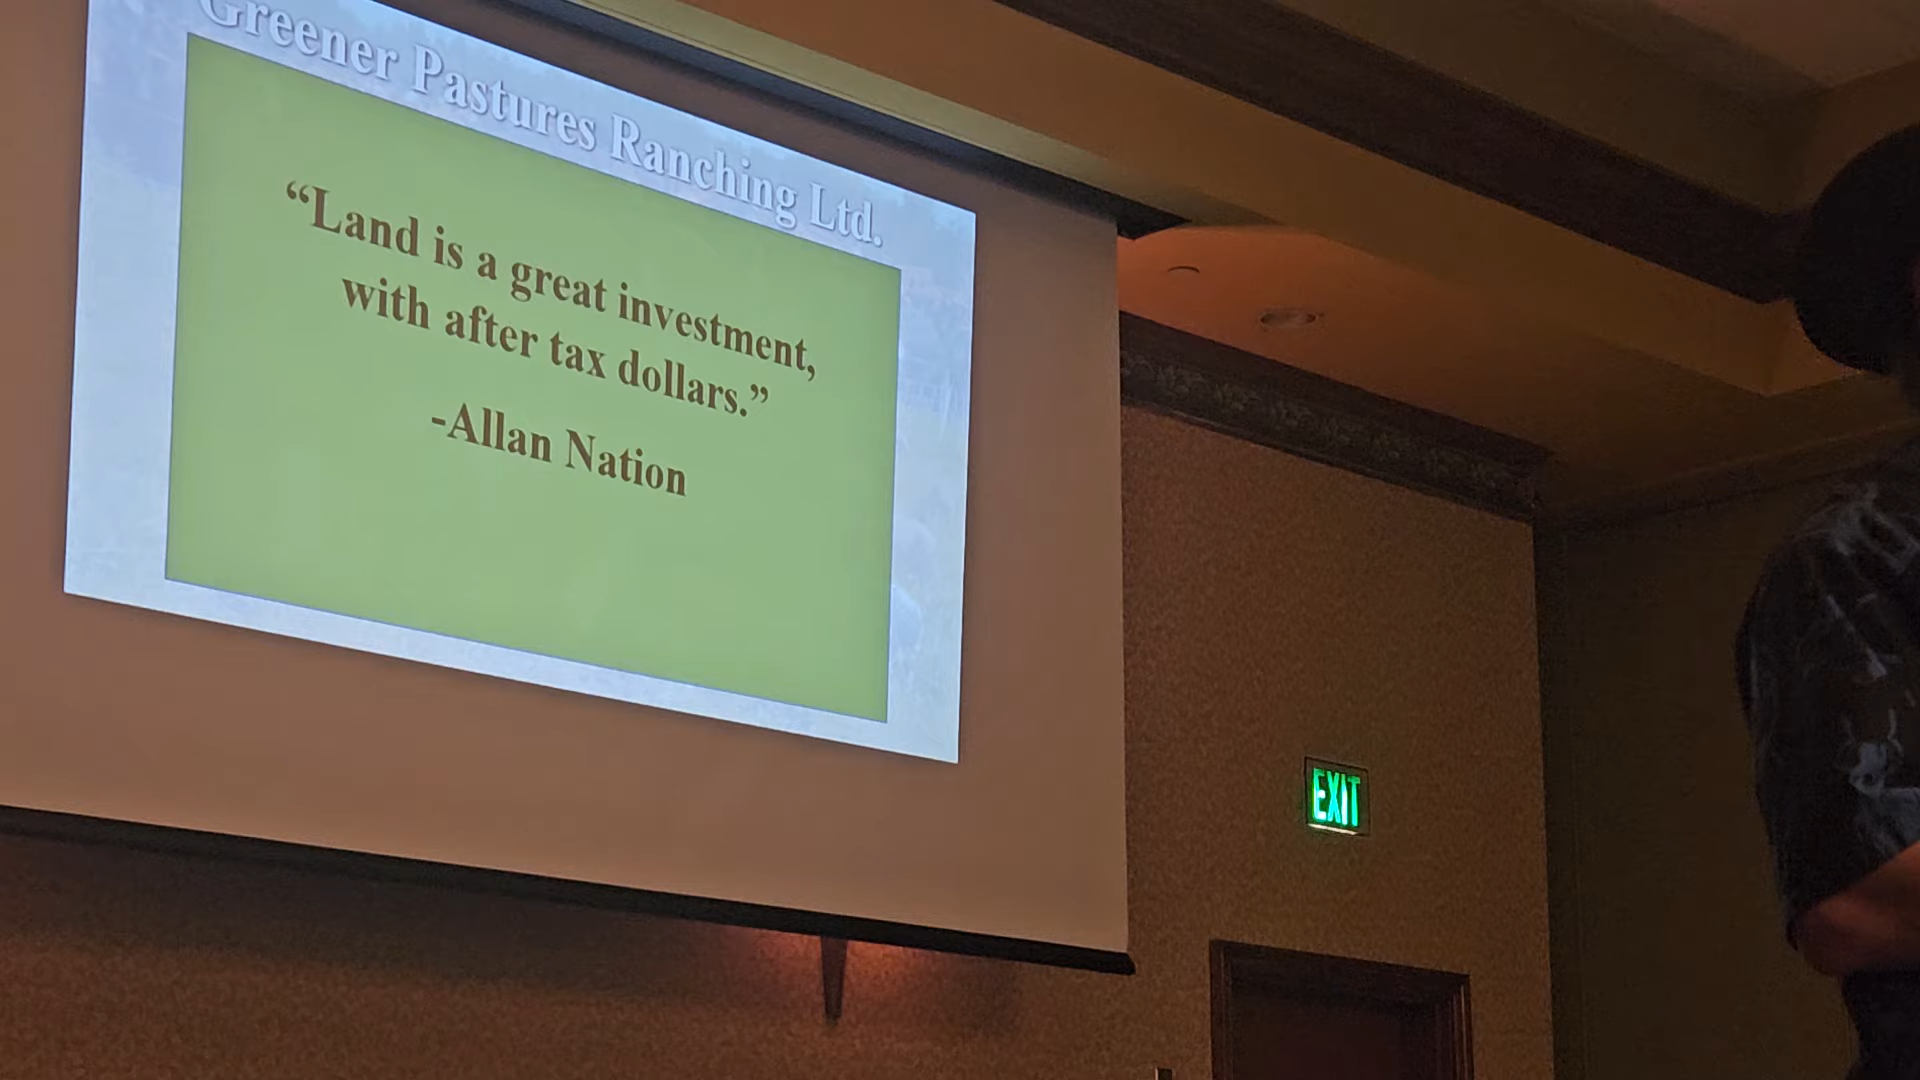 Greener Pastures Ranching Ltd.
“Land is a great investment,
with after tax dollars.”
-Allan Nation
EXIT